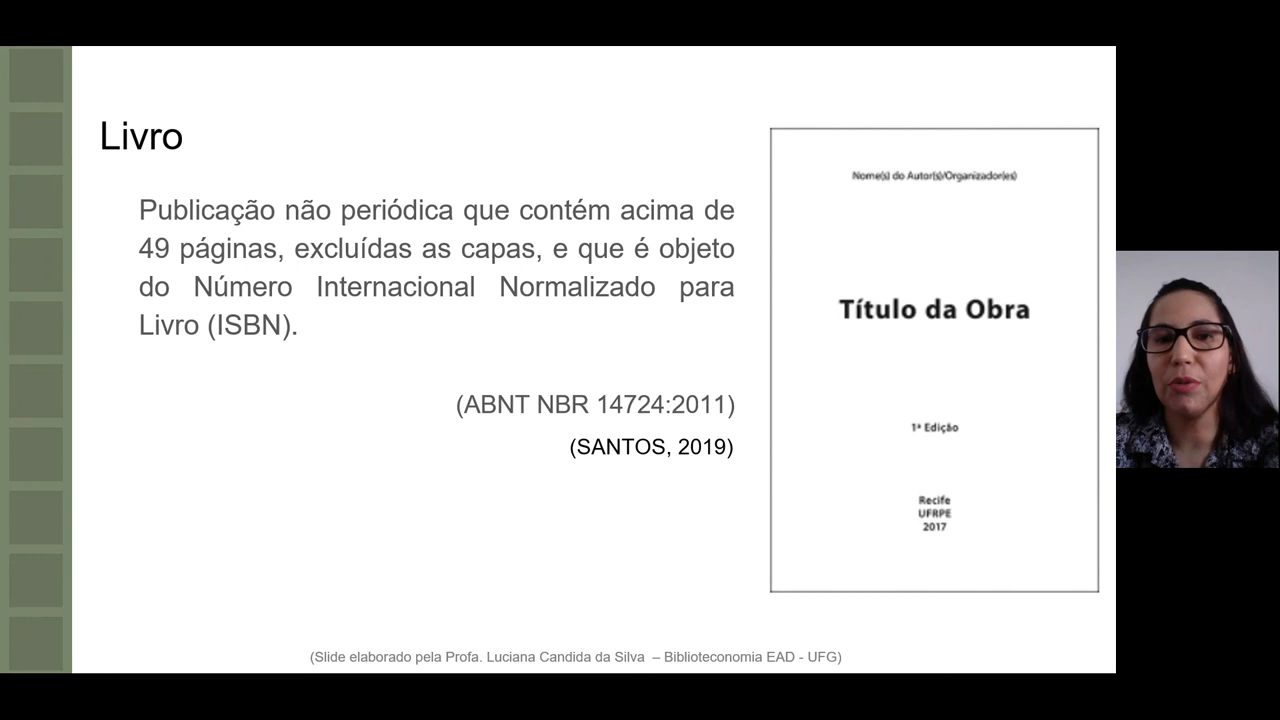 Livro
Publicação não periódica que contém acima de
49 páginas, excluídas as capas, e que é objeto
do Número Internacional Normalizado para
Livro (ISBN).
(ABNT NBR 14724:2011)
(SANTOS, 2019)
Nome(s) do Autor(s)/Organizador(es)
Título da Obra
1ª Edição
Recife
UFRPE
2017
(Slide elaborado pela Profa. Luciana Candida da Silva – Biblioteconomia EAD - UFG)